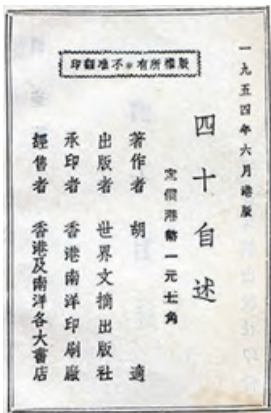 一九五四年六月港版
四十自述
定價港幣一元七角
版權所有※不准翻印
著作者 胡適
出版者 世界文摘出版社
承印者 香港南洋印刷廠
經售者 香港及南洋各大書店